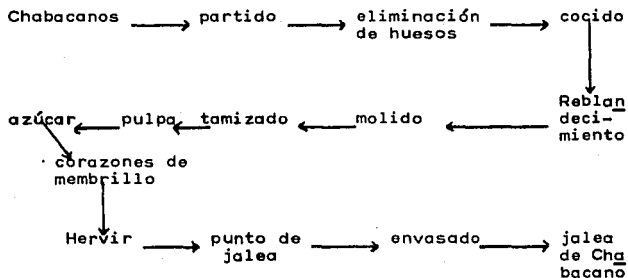 Chabacanos partido eliminación cocido
de huesos
Reblan
azúcar pulpa tamizado molido deci-
miento
corazones de
membrillo
Hervir punto de envasado jalea
jalea de Cha
bacano